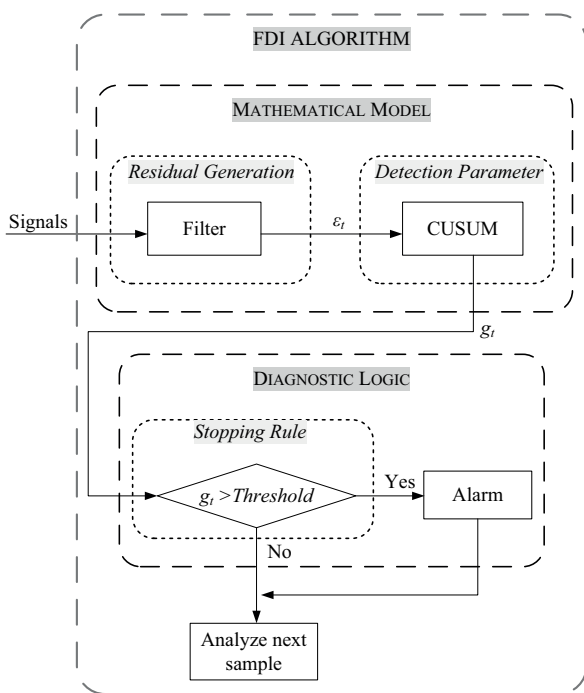 FDI ALGORITHM
MATHEMATICAL MODEL
Residual Generation
Detection Parameter
Signals
Filter
εt
CUSUM
gt
DIAGNOSTIC LOGIC
Stopping Rule
gt >Threshold
Yes
Alarm
No
Analyze next
sample